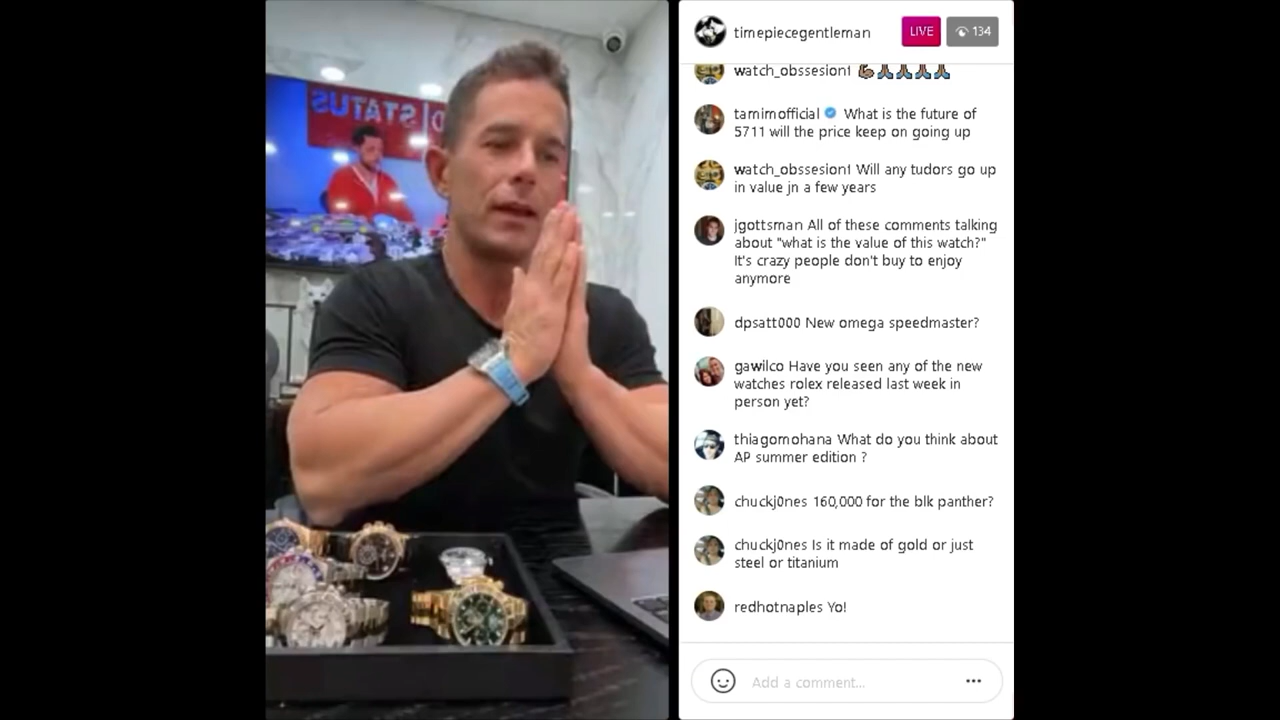 STATUS
timepiecegentleman
LIVE
134
watch_obssesion1
tamimofficial What is the future of
5711 will the price keep on going up
watch_obssesion1 Will any tudors go up
in value jn a few years
jgottsman All of these comments talking
about "what is the value of this watch?"
It's crazy people don't buy to enjoy
anymore
dpsatt000 New omega speedmaster?
gawilco Have you seen any of the new
watches rolex released last week in
person yet?
thiagomohana What do you think about
AP summer edition ?
chuckj0nes 160,000 for the blk panther?
chuckj0nes Is it made of gold or just
steel or titanium
redhotnaples Yo!
Add a comment...